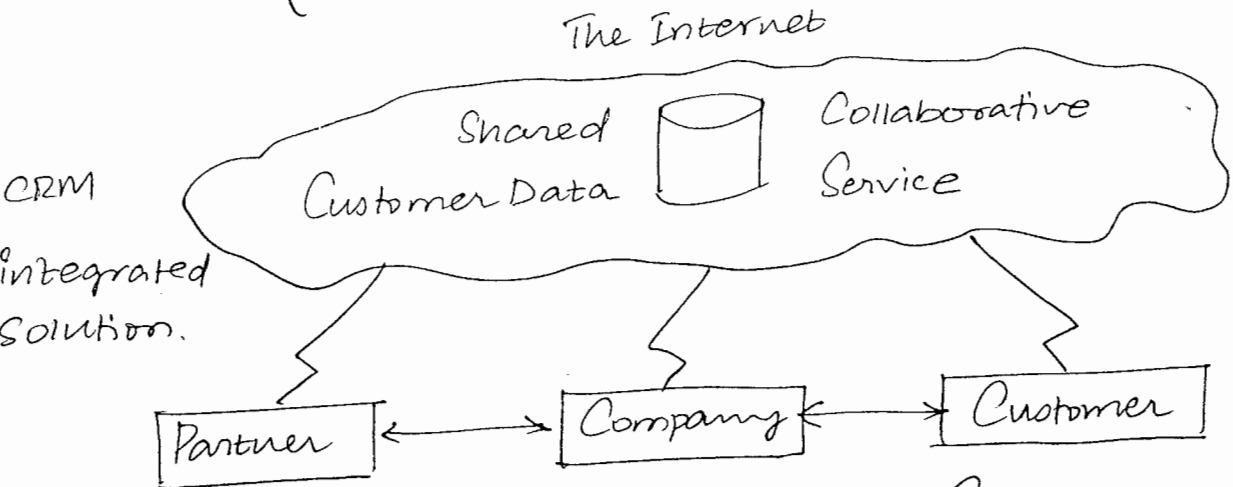 The Internet
Shared
Customer Data
Collaborative
Service
CRM
integrated
Solution.
Partner
Company
Customer